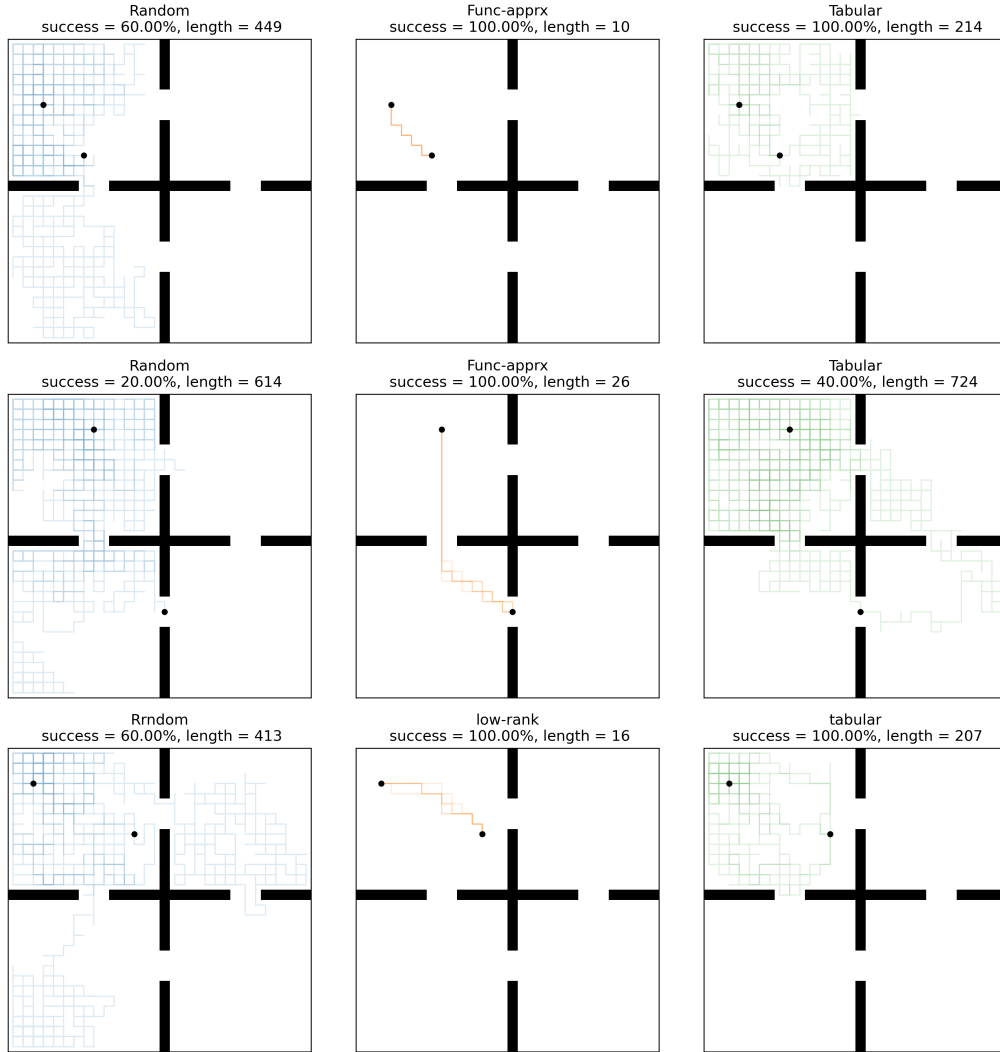 Random
success = 60.00%, length = 449
Func-apprx
success = 100.00%, length = 10
Tabular
success = 100.00%, length = 214
Random
success = 20.00%, length = 614
Func-apprx
success = 100.00%, length = 26
Tabular
success = 40.00%, length = 724
Rrndom
success = 60.00%, length = 413
low-rank
success = 100.00%, length = 16
tabular
success = 100.00%, length = 207